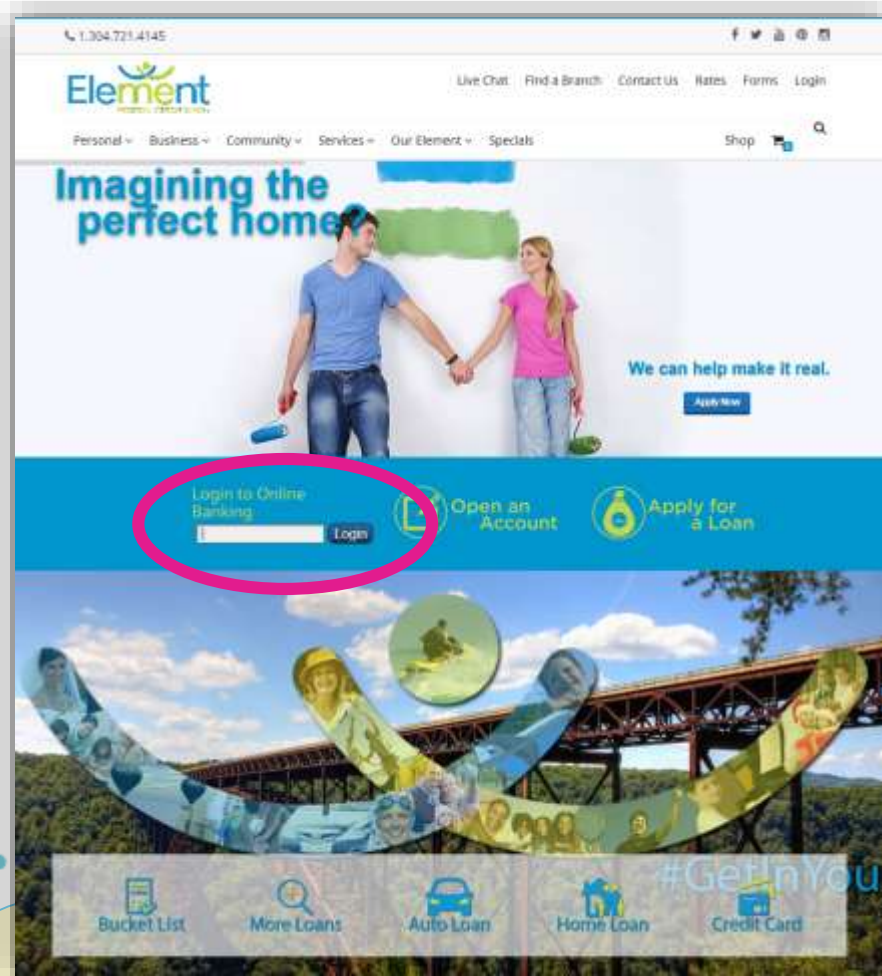 1.304.721.4145
Element
Live Chat Find a Branch Contact Us Rates Forms Login
Personal Business Community Services Our Element Specials
Shop
Imagining the
perfect home?
We can help make it real.
Apply Now
Login to Online
Banking
Login
Open an
Account
Apply for
a Loan
#GetInYou
Bucket List
More Loans
Auto Loan
Home Loan
Credit Card